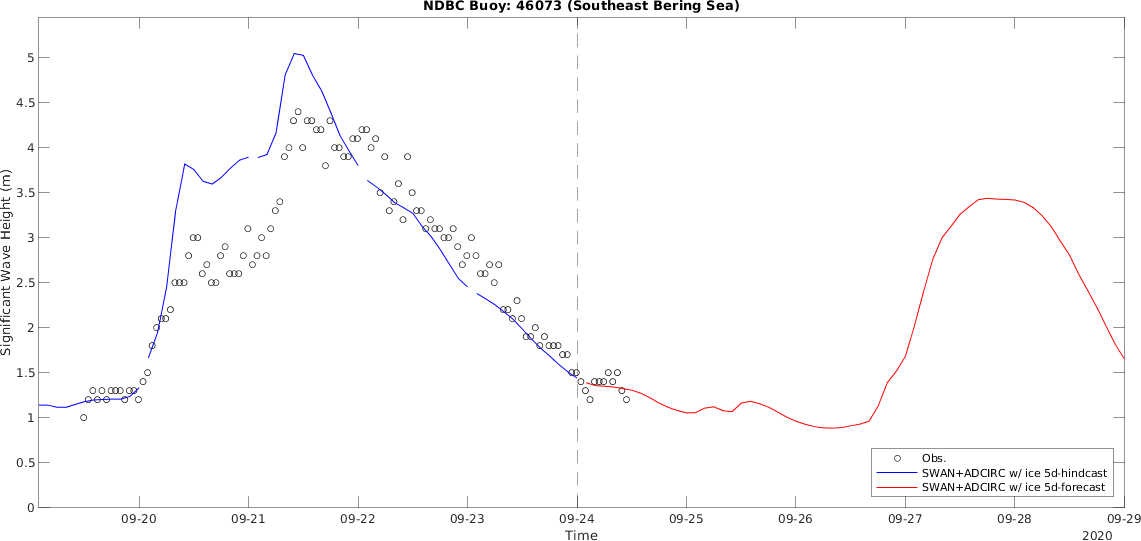 NDBC Buoy: 46073 (Southeast Bering Sea)
Significant Wave Height (m)
5
4.5
4
3.5
3
2.5
2
1.5
1
0.5
0
Obs.
SWAN+ADCIRC w/ ice 5d-hindcast
SWAN+ADCIRC w/ ice 5d-forecast
09-20 09-21 09-22 09-23 09-24 09-25 09-26 09-27 09-28 09-29
Time
2020